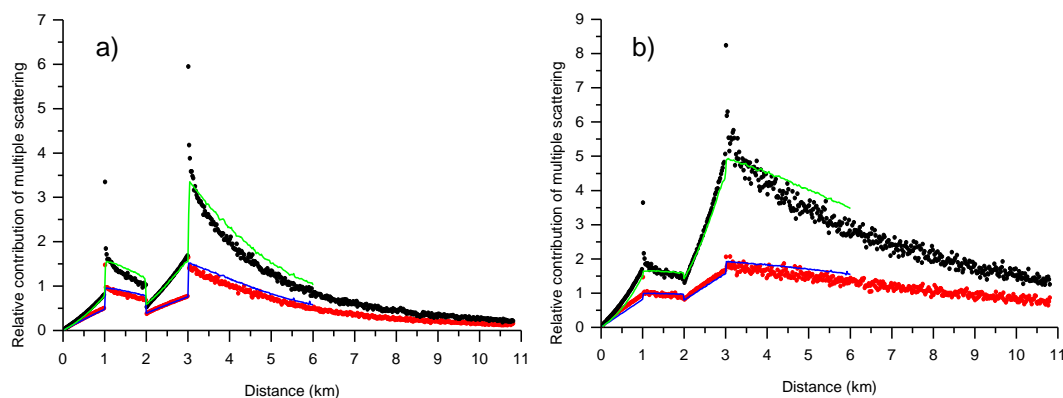 a)
Relative contribution of multiple scattering
7
6
5
4
3
2
1
0
0 1 2 3 4 5 6 7 8 9 10 11
Distance (km)
b)
Relative contribution of multiple scattering
9
8
7
6
5
4
3
2
1
0
0 1 2 3 4 5 6 7 8 9 10 11
Distance (km)